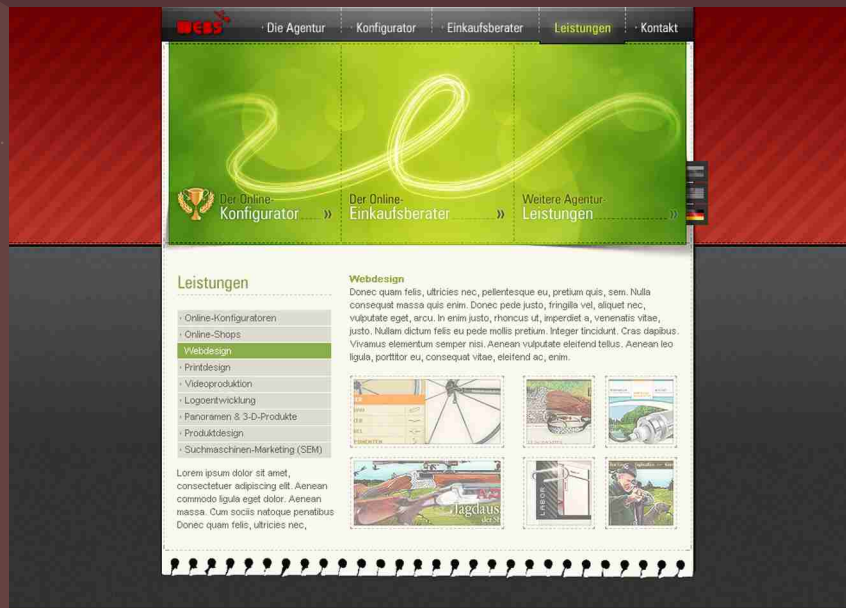 WEBS
Die Agentur
Konfigurator
Einkaufsberater
Leistungen
Kontakt
Der Online-
Konfigurator
Der Online-
Einkaufsberater
Weitere Agentur-
Leistungen
Leistungen
Online-Konfiguratoren
Online-Shops
Webdesign
Printdesign
Videoproduktion
Logoentwicklung
Panoramen & 3-D-Produkte
Produktdesign
Suchmaschinen-Marketing (SEM)
Lorem ipsum dolor sit amet,
consectetuer adipiscing elit. Aenean
commodo ligula eget dolor. Aenean
massa. Cum sociis natoque penatibus
Donec quam felis, ultricies nec,
Webdesign
Donec quam felis, ultricies nec, pellentesque eu, pretium quis, sem. Nulla
consequat massa quis enim. Donec pede justo, fringilla vel, aliquet nec,
vulputate eget, arcu. In enim justo, rhoncus ut, imperdiet a, venenatis vitae,
justo. Nullam dictum felis eu pede mollis pretium. Integer tincidunt. Cras dapibus.
Vivamus elementum semper nisi. Aenean vulputate eleifend tellus. Aenean leo
ligula, porttitor eu, consequat vitae, eleifend ac, enim.
Jagdaus
der Sh
LABOR